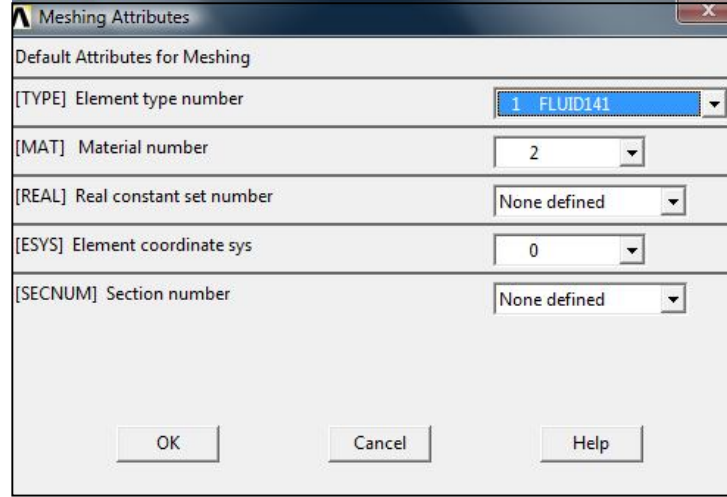 Meshing Attributes
x
Default Attributes for Meshing
[TYPE] Element type number
1 FLUID141
[MAT] Material number
2
[REAL] Real constant set number
None defined
[ESYS] Element coordinate sys
0
[SECNUM] Section number
None defined
OK Cancel Help